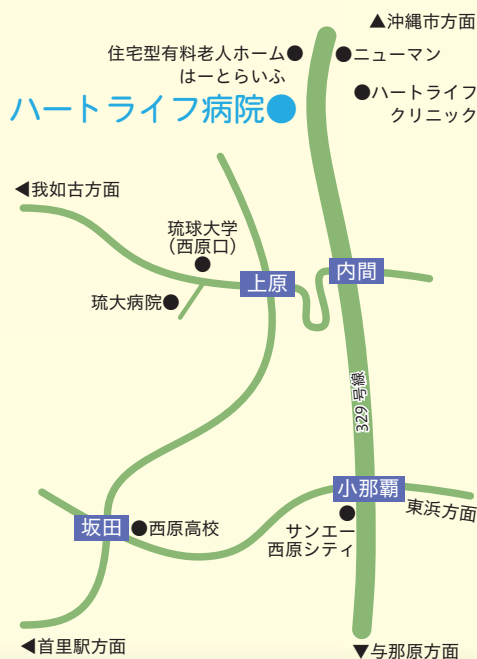 ▲沖縄市方面
住宅型有料老人ホーム●
はーとらいふ
●ニューマン
●ハートライフ
クリニック
ハートライフ病院●
◀我如古方面
琉球大学
(西原口)
●
琉大病院●
上原
内間
329号線
小那覇
東浜方面
●
サンエー
西原シティ
坂田
●西原高校
◀首里駅方面
▼与那原方面